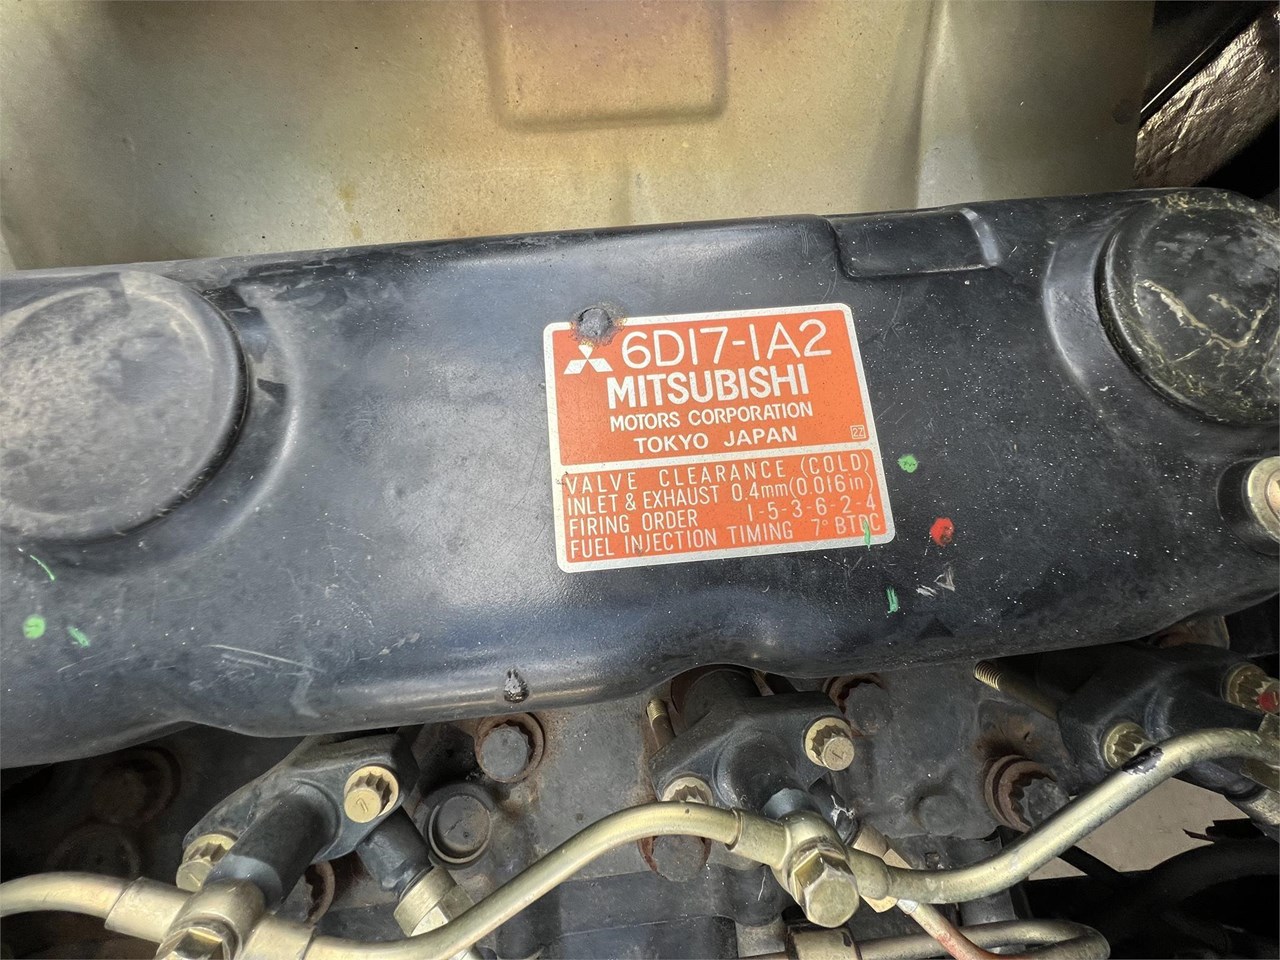 6D17-1A2
MITSUBISHI
MOTORS CORPORATION
TOKYO JAPAN
27
VALVE CLEARANCE (COLD)
INLET & EXHAUST 0.4mm(0.016in)
FIRING ORDER 1-5-3-6-2-4
FUEL INJECTION TIMING 7° BTDC